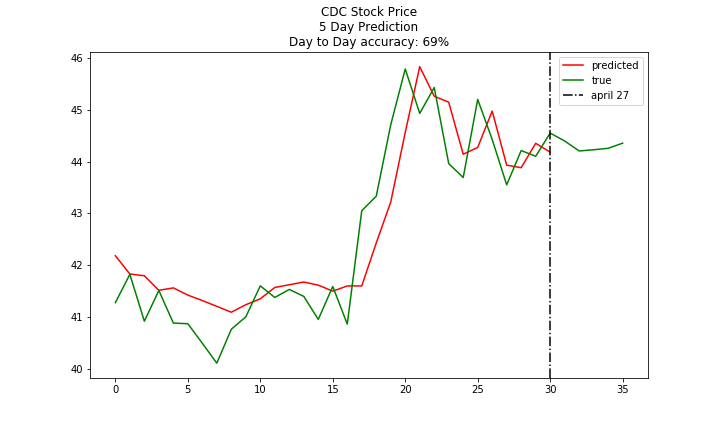 CDC Stock Price
5 Day Prediction
Day to Day accuracy: 69%
predicted
true
april 27
46
45
44
43
42
41
40
0 5 10 15 20 25 30 35